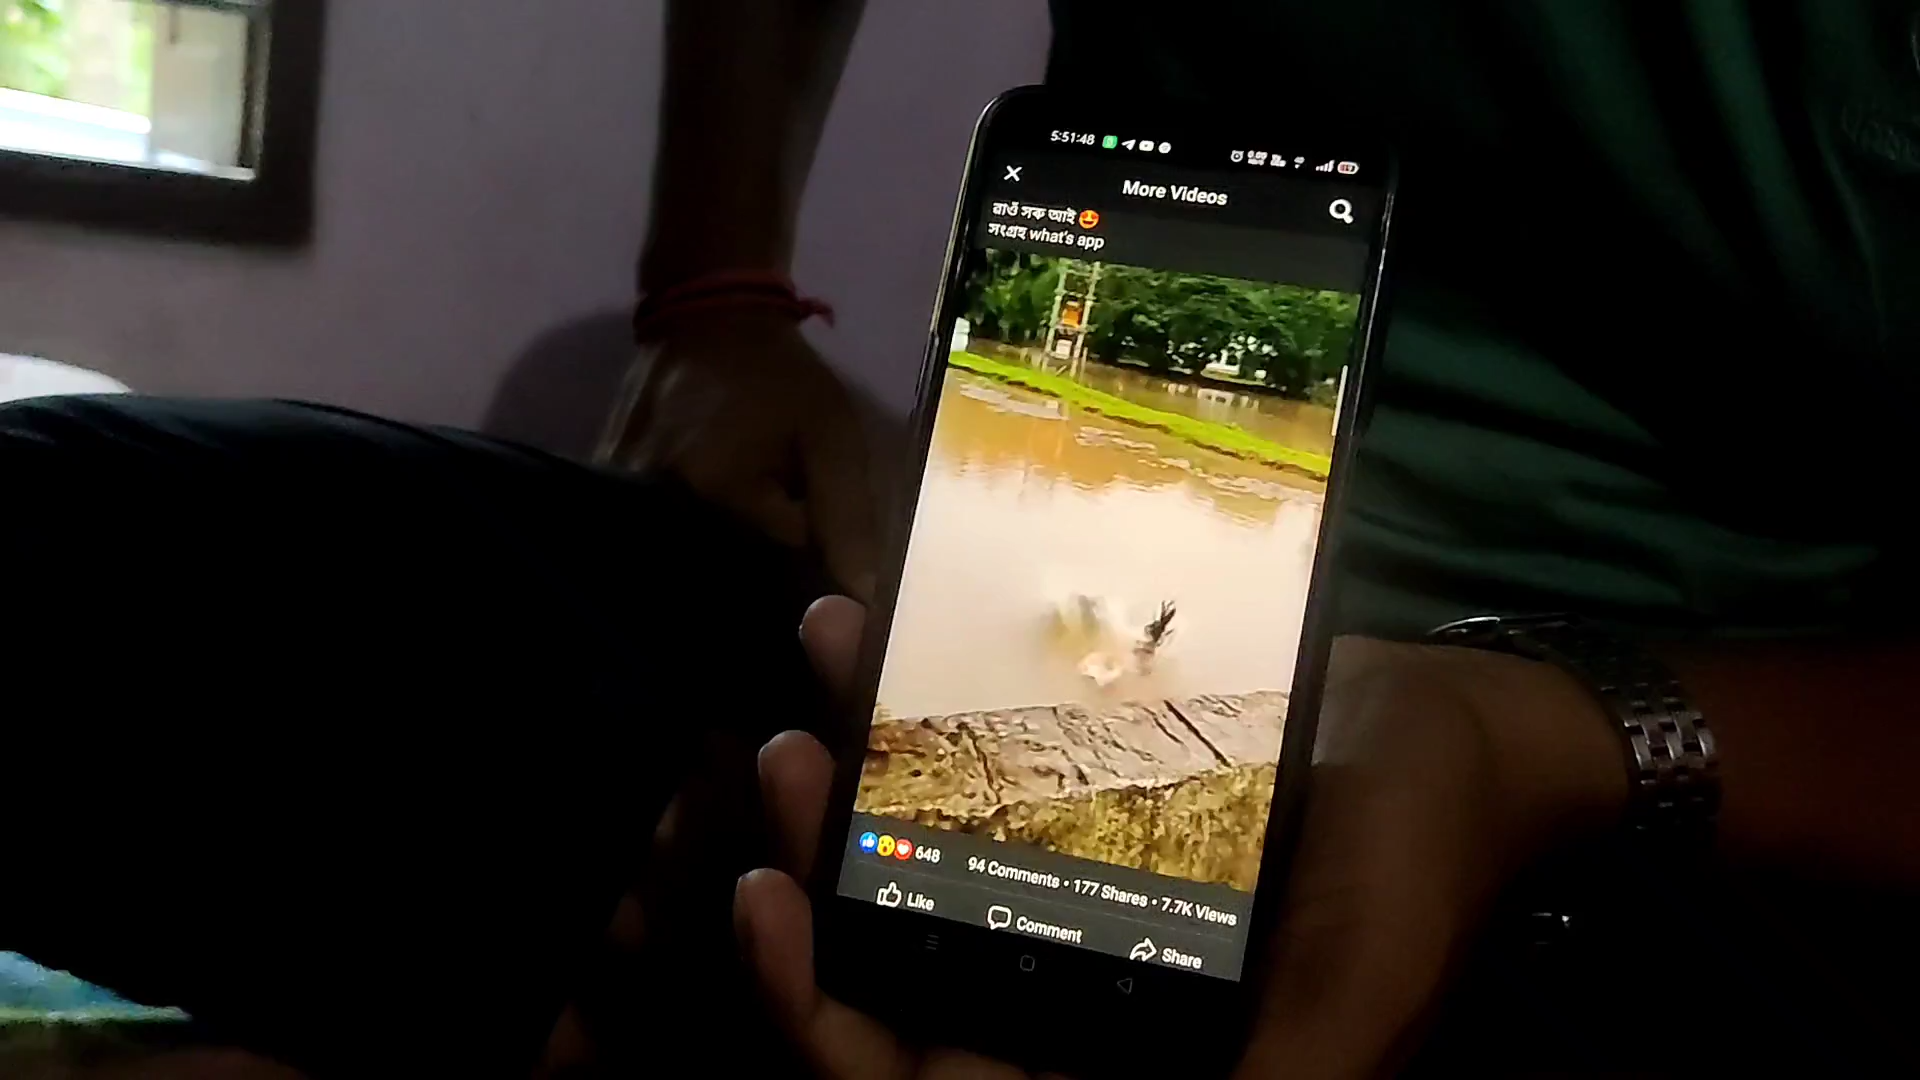 5:51:48
More Videos
ৱাওঁ সৰু আই
সংগ্ৰহ what's app
648 94 Comments • 177 Shares • 7.7K Views
Like Comment Share